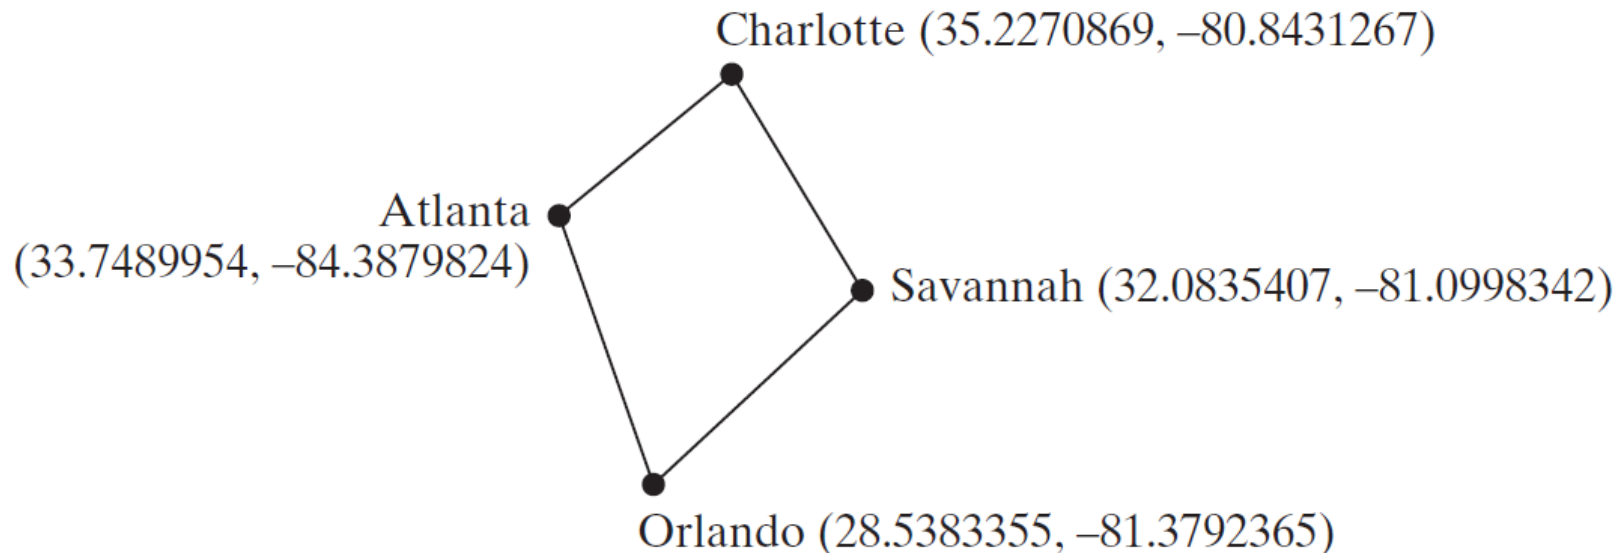 Charlotte (35.2270869, –80.8431267)
Atlanta
(33.7489954, –84.3879824)
Savannah (32.0835407, –81.0998342)
Orlando (28.5383355, –81.3792365)